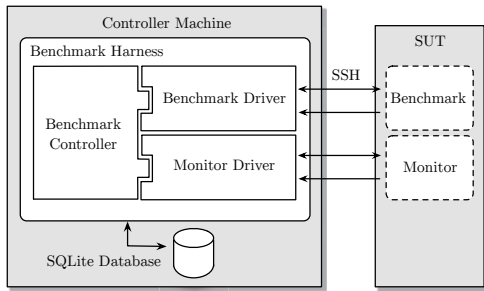 Controller Machine
Benchmark Harness
Benchmark
Controller
Benchmark Driver
Monitor Driver
SQLite Database
SSH
SUT
Benchmark
Monitor